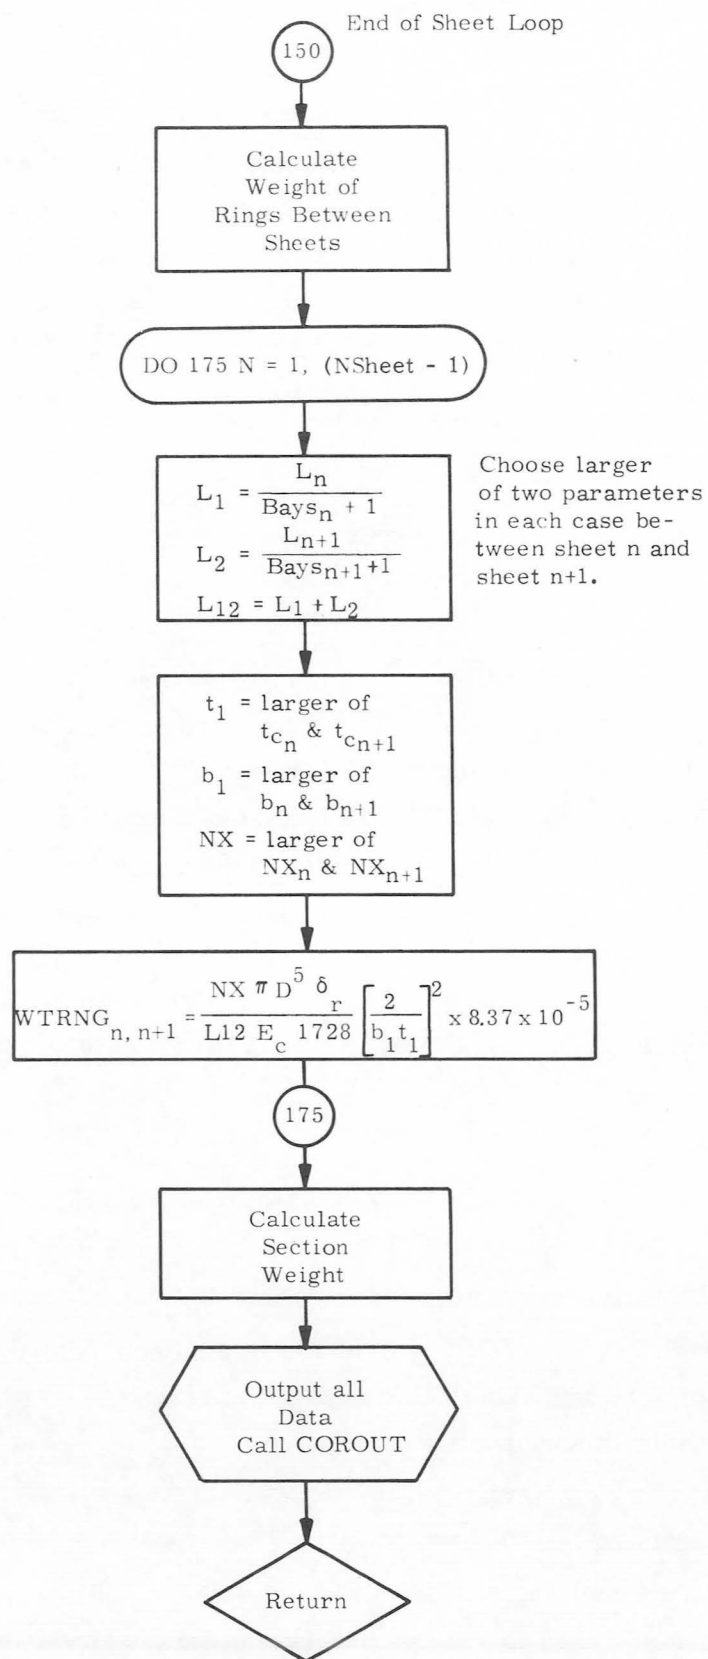 End of Sheet Loop
150
Calculate
Weight of
Rings Between
Sheets
DO 175 N = 1, (NSheet - 1)
L₁ = Lₙ / (Baysₙ + 1)
L₂ = Lₙ₊₁ / (Baysₙ₊₁+1)
L₁₂ = L₁ + L₂
Choose larger
of two parameters
in each case be-
tween sheet n and
sheet n+1.
t₁ = larger of
t_cₙ & t_cₙ₊₁
b₁ = larger of
bₙ & bₙ₊₁
NX = larger of
NXₙ & NXₙ₊₁
WTRNGₙ, ₙ₊₁ = (NX π D⁵ δᵣ / L12 E_c 1728) [2 / b₁t₁]² x 8.37 x 10⁻⁵
175
Calculate
Section
Weight
Output all
Data
Call COROUT
Return